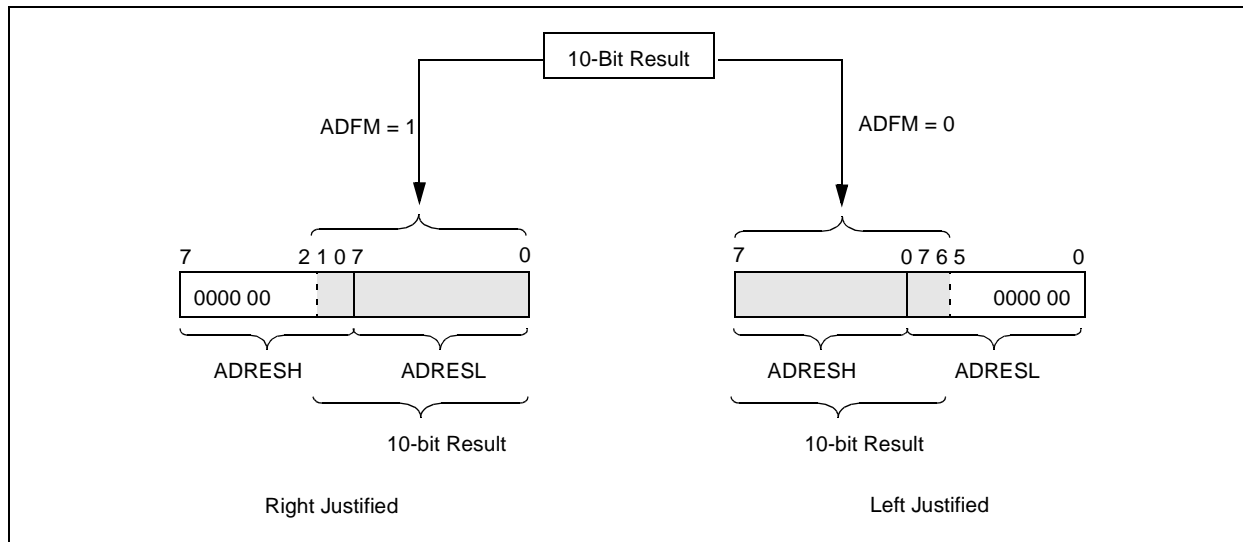 10-Bit Result
ADFM = 1
ADFM = 0
7 2 1 0 7 0
7 0 7 6 5 0
0000 00
0000 00
ADRESH ADRESL
ADRESH ADRESL
10-bit Result
10-bit Result
Right Justified
Left Justified